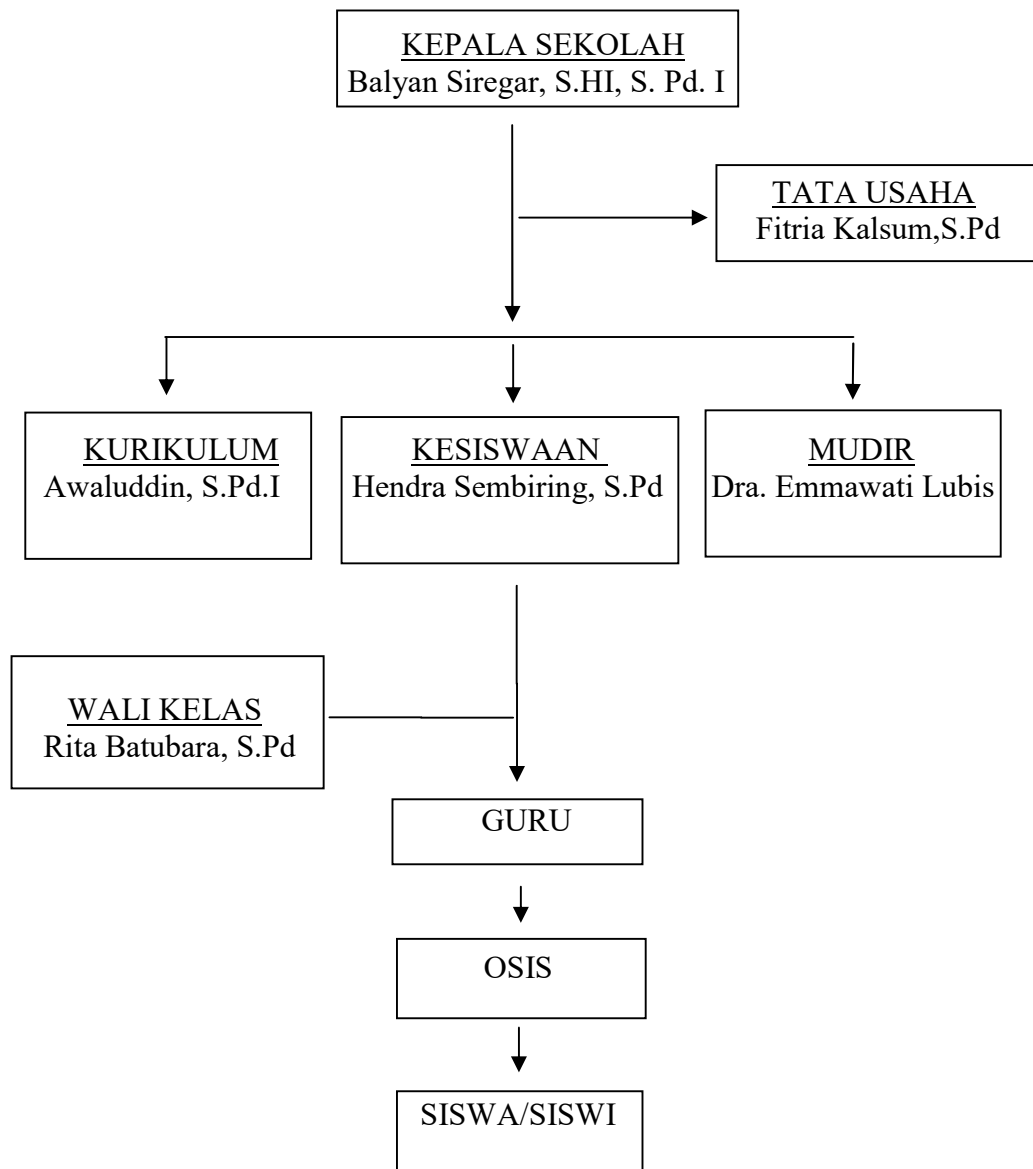 KEPALA SEKOLAH
Balyan Siregar, S.HI, S. Pd. I
TATA USAHA
Fitria Kalsum,S.Pd
KURIKULUM
Awaluddin, S.Pd.I
KESISWAAN
Hendra Sembiring, S.Pd
MUDIR
Dra. Emmawati Lubis
WALI KELAS
Rita Batubara, S.Pd
GURU
OSIS
SISWA/SISWI